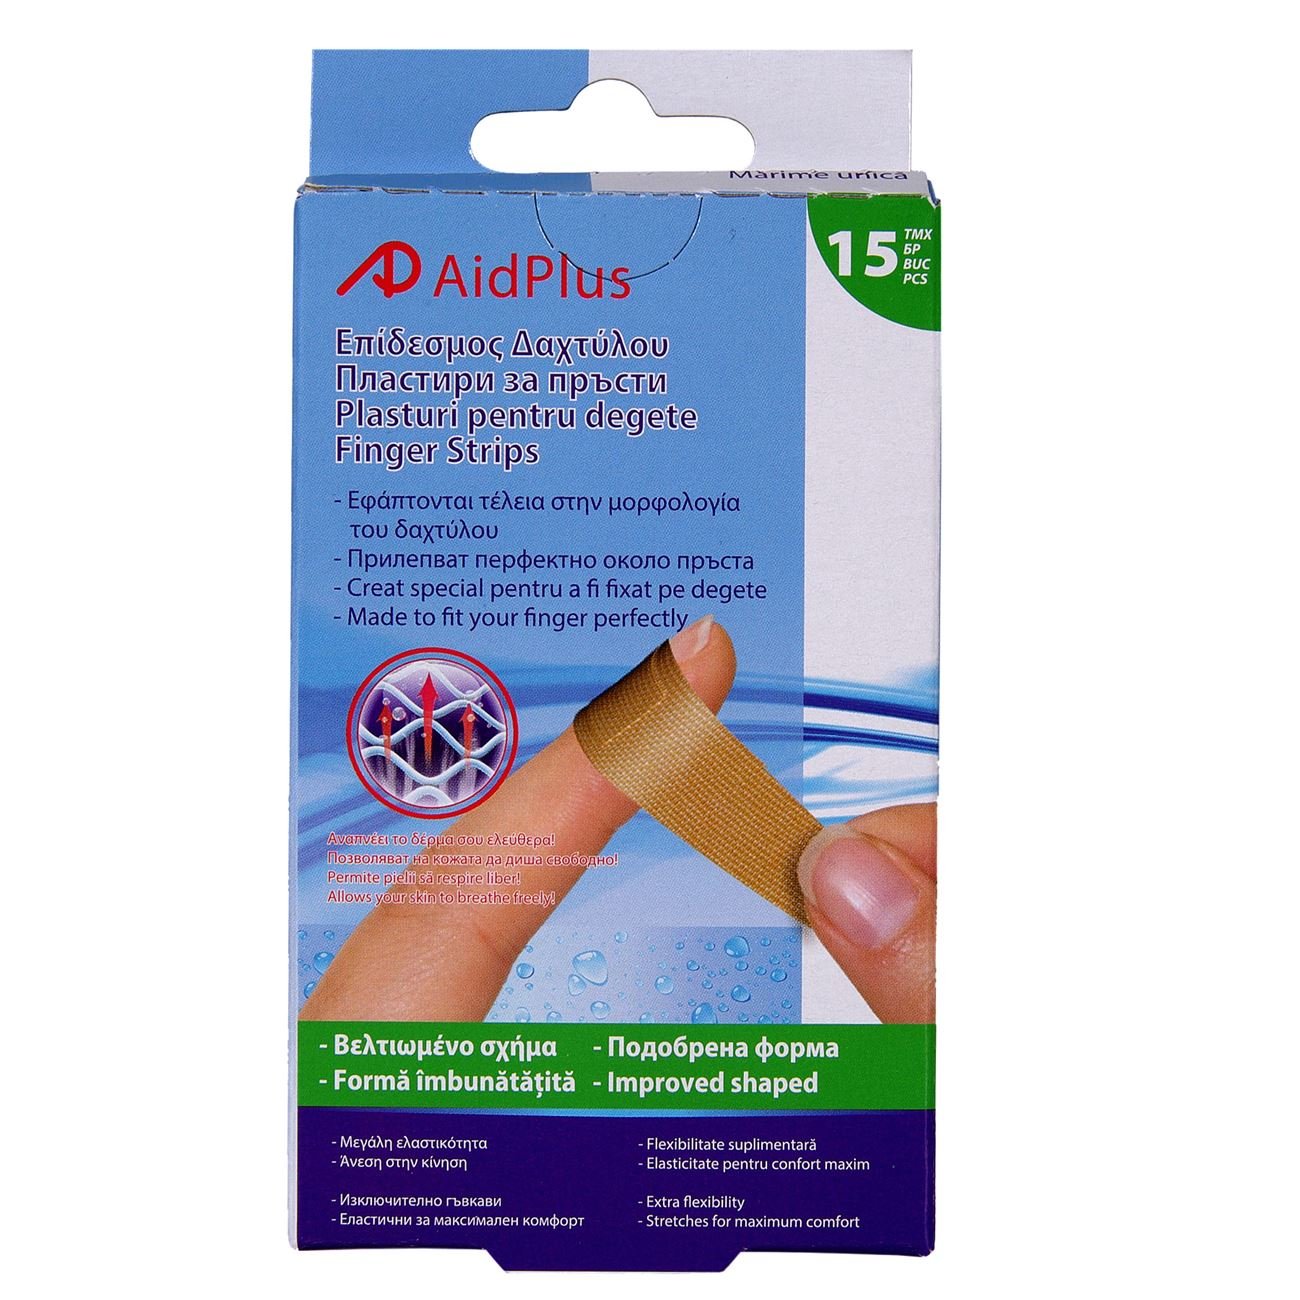 Marime unica
15
TMX
БР
BUC
PCS
AidPlus
Επίδεσμος Δαχτύλου
Пластири за пръсти
Plasturi pentru degete
Finger Strips
- Εφάπτονται τέλεια στην μορφολογία
του δαχτύλου
- Прилепват перфектно около пръста
- Creat special pentru a fi fixat pe degete
- Made to fit your finger perfectly
Αναπνέει το δέρμα σου ελεύθερα!
Позволяват на кожата да диша свободно!
Permite pielii să respire liber!
Allows your skin to breathe freely!
- Βελτιωμένο σχήμα
- Подобрена форма
- Formă îmbunătățită
- Improved shaped
- Μεγάλη ελαστικότητα
- Άνεση στην κίνηση
- Изключително гъвкави
- Еластични за максимален комфорт
- Flexibilitate suplimentară
- Elasticitate pentru confort maxim
- Extra flexibility
- Stretches for maximum comfort